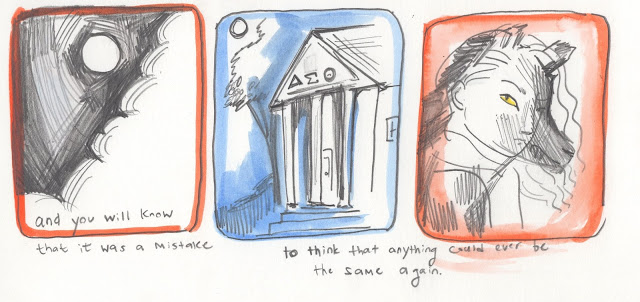 and you will know
that it was a mistake
ΔΣΘ
to think that anything could ever be
the same again.